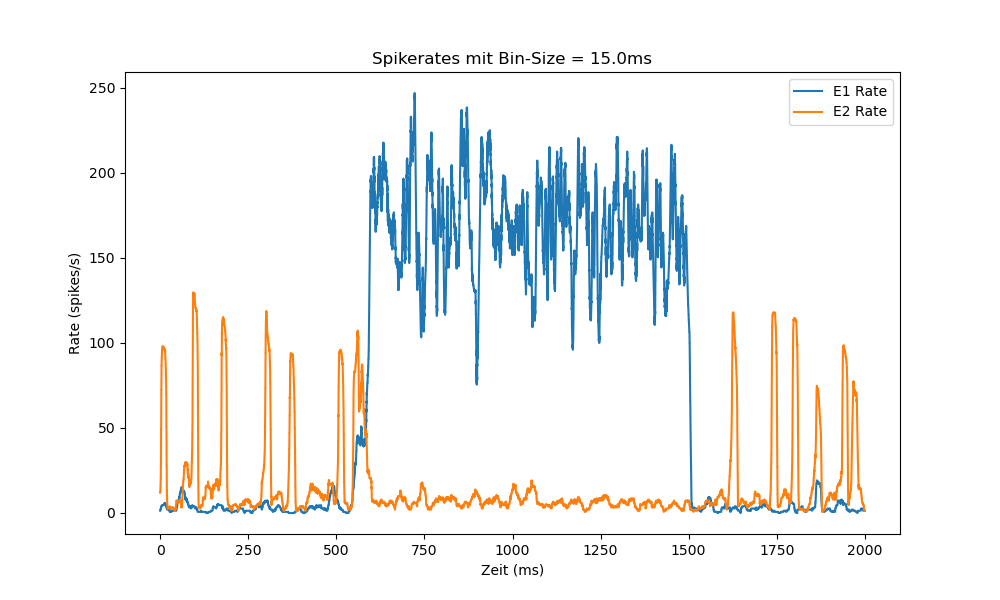 Spikerates mit Bin-Size = 15.0ms
E1 Rate
E2 Rate
250
200
150
100
50
0
Rate (spikes/s)
0 250 500 750 1000 1250 1500 1750 2000
Zeit (ms)